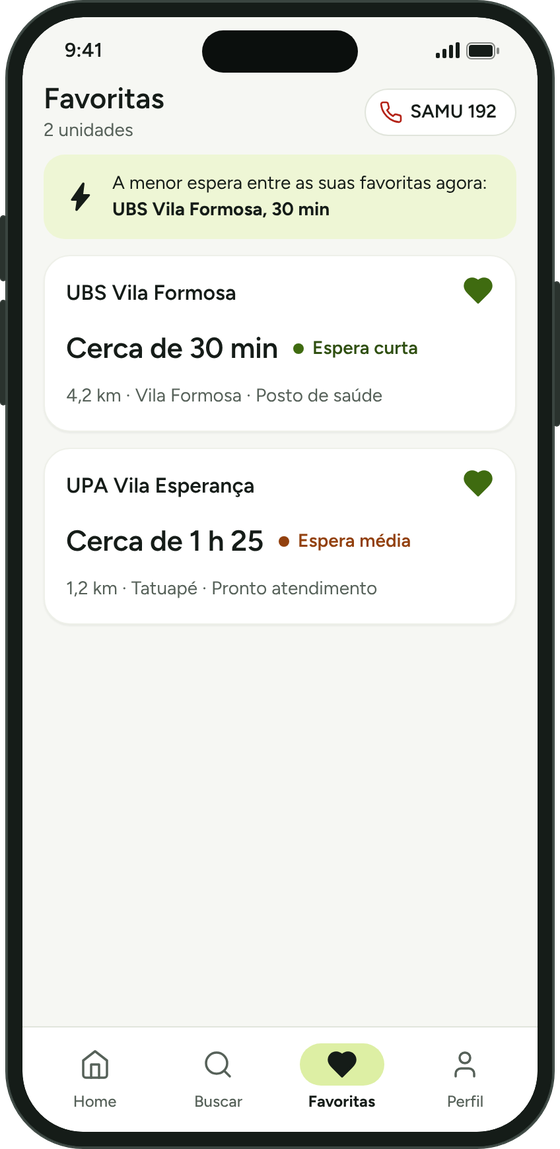 9:41
Favoritas
2 unidades
SAMU 192
A menor espera entre as suas favoritas agora:
UBS Vila Formosa, 30 min
UBS Vila Formosa
Cerca de 30 min
Espera curta
4,2 km · Vila Formosa · Posto de saúde
UPA Vila Esperança
Cerca de 1 h 25
Espera média
1,2 km · Tatuapé · Pronto atendimento
Home
Buscar
Favoritas
Perfil